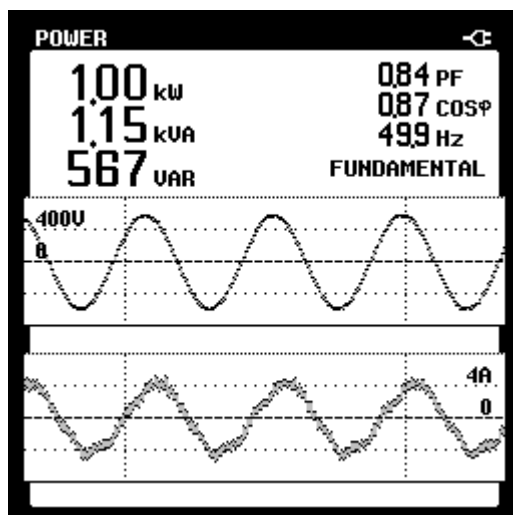 POWER
1.00 kW
1.15 kVA
567 VAR
0.84 PF
0.87 COSφ
49.9 Hz
FUNDAMENTAL
400V
0
4A
0